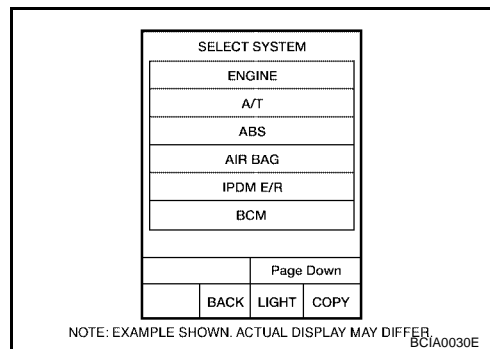 SELECT SYSTEM
ENGINE
A/T
ABS
AIR BAG
IPDM E/R
BCM
Page Down
BACK LIGHT COPY
NOTE: EXAMPLE SHOWN. ACTUAL DISPLAY MAY DIFFER.
BCIA0030E